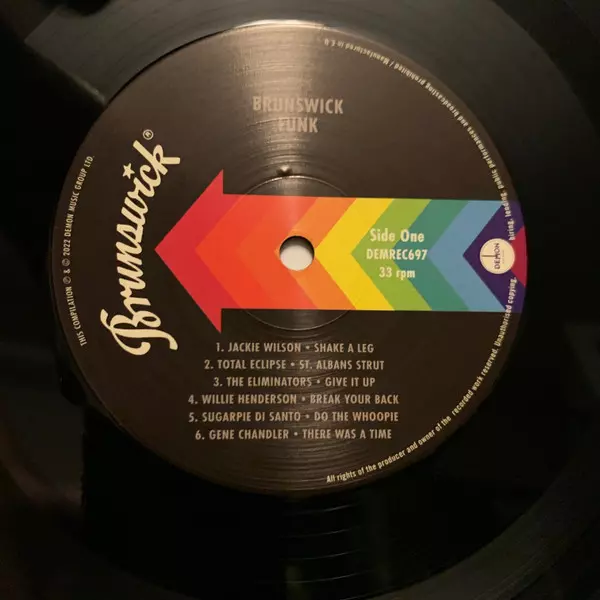 BRUNSWICK
FUNK
Brunswick®
Side One
DEMREC697
33 rpm
DEMON
1. JACKIE WILSON • SHAKE A LEG
2. TOTAL ECLIPSE • ST. ALBANS STRUT
3. THE ELIMINATORS • GIVE IT UP
4. WILLIE HENDERSON • BREAK YOUR BACK
5. SUGARPIE DI SANTO • DO THE WHOOPIE
6. GENE CHANDLER • THERE WAS A TIME
THIS COMPILATION ℗ & © 2022 DEMON MUSIC GROUP LTD.
All rights of the producer and owner of the recorded work reserved. Unauthorised copying, hiring, lending, public performances and broadcasting prohibited / Manufactured in